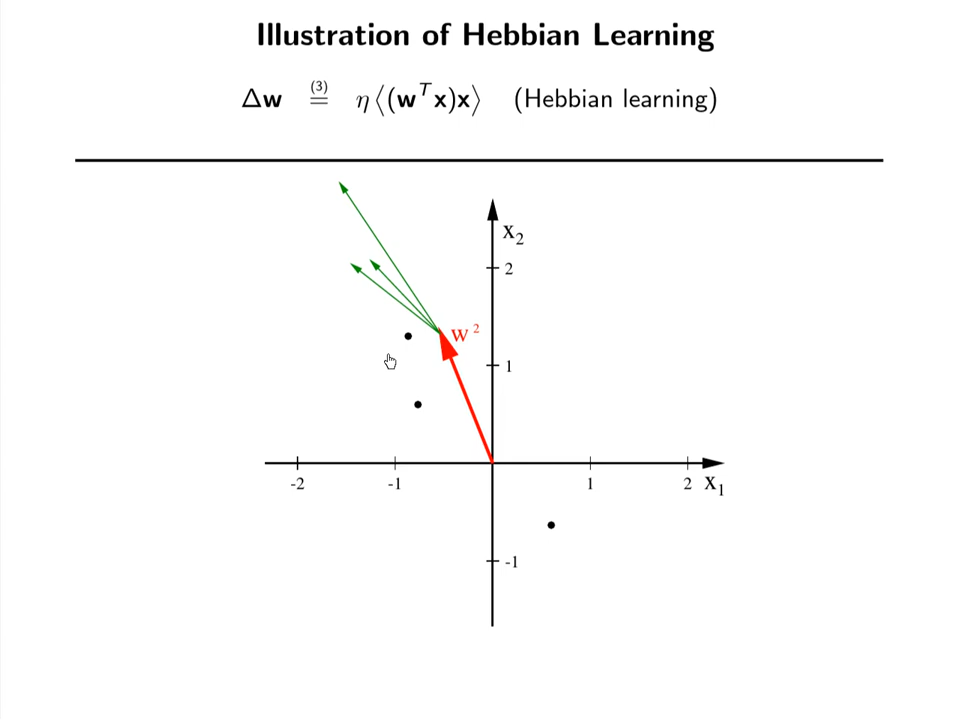 Illustration of Hebbian Learning
Δw (3)= η⟨(wᵀx)x⟩ (Hebbian learning)
x₂
2
w²
1
-2 -1 1 2 x₁
-1